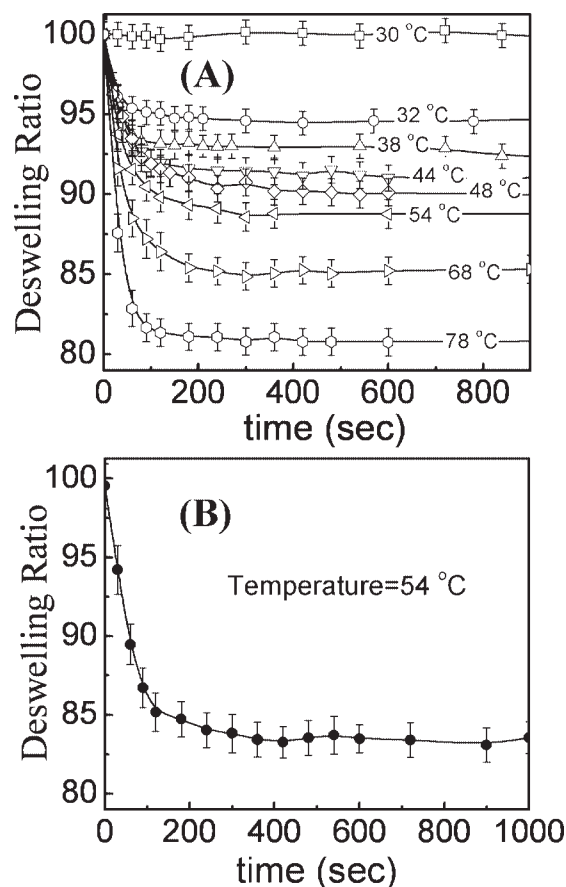 100
95
90
85
80
Deswelling Ratio
(A)
30 °C
32 °C
38 °C
44 °C
48 °C
54 °C
68 °C
78 °C
0 200 400 600 800
time (sec)
100
95
90
85
80
Deswelling Ratio
(B)
Temperature=54 °C
0 200 400 600 800 1000
time (sec)